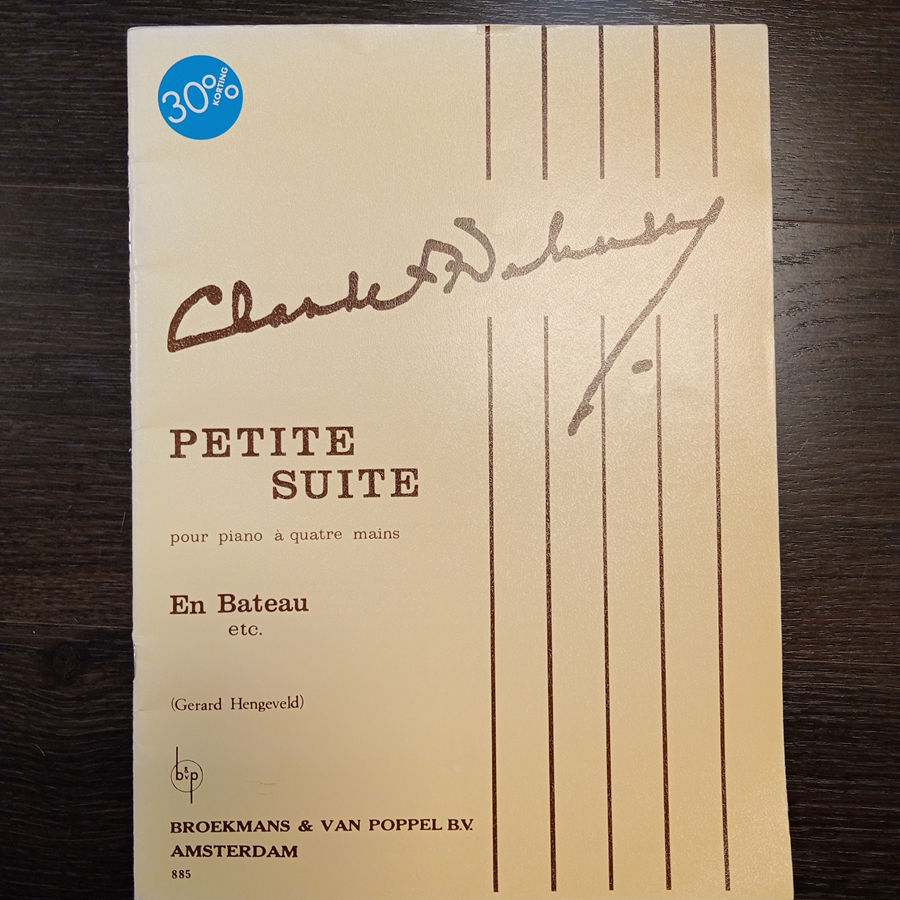 30%
KORTING
Claude Debussy
PETITE
SUITE
pour piano à quatre mains
En Bateau
etc.
(Gerard Hengeveld)
b&vp
BROEKMANS & VAN POPPEL B.V.
AMSTERDAM
885